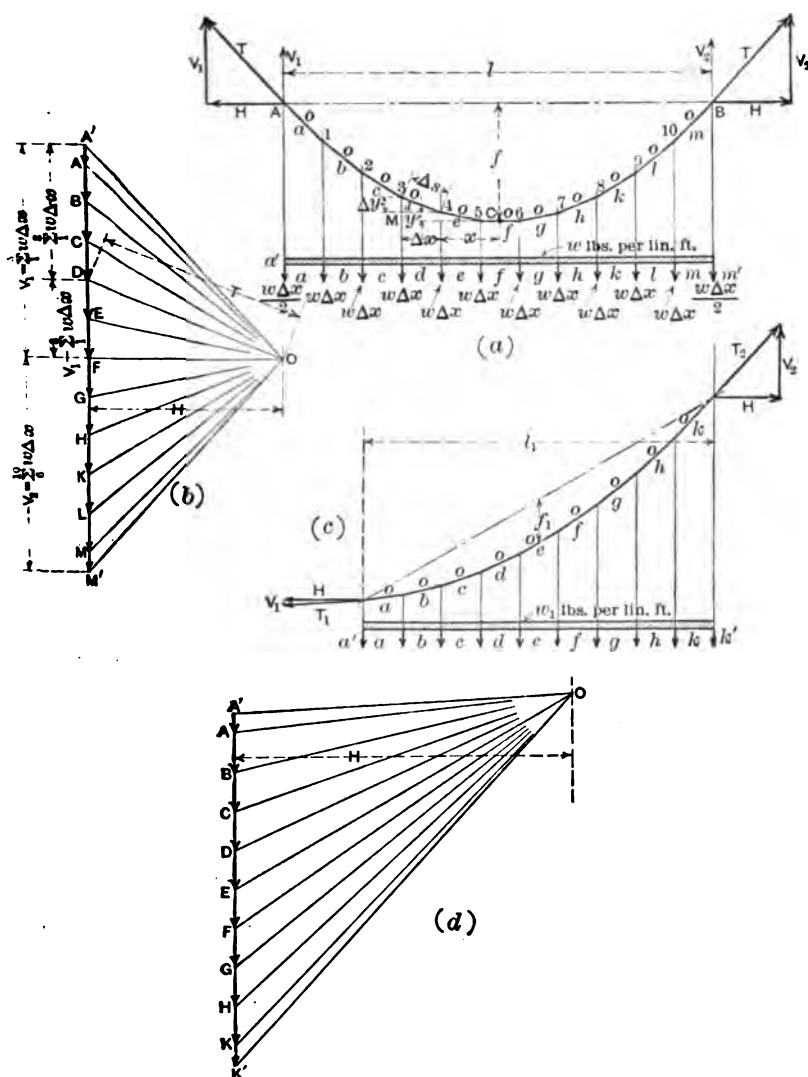 V₁ T V₁ V₂ T V₂
l
H A B H
f
o o o o o o o o o o o o
a 1 b 2 c 3 d 4 e 5 C 6 f g 7 h 8 k 9 l 10 m
Δs
Δy y
M
Δx x
w lbs. per lin. ft.
a' a b c d e f g h k l m m'
wΔx/2 wΔx wΔx wΔx wΔx wΔx wΔx wΔx wΔx wΔx wΔx wΔx/2
(a)
A'
A
B
C
D
E
F
G
H
K
L
M
M'
T
O
H
(b)
T₂
V₂
H
l₁
(c)
f₁
o o o o o o o o o
a b c d e f g h k
H
V₁
T₁
w₁ lbs. per lin. ft.
a' a b c d e f g h k k'
A'
A
B
C
D
E
F
G
H
K
K'
O
H
(d)